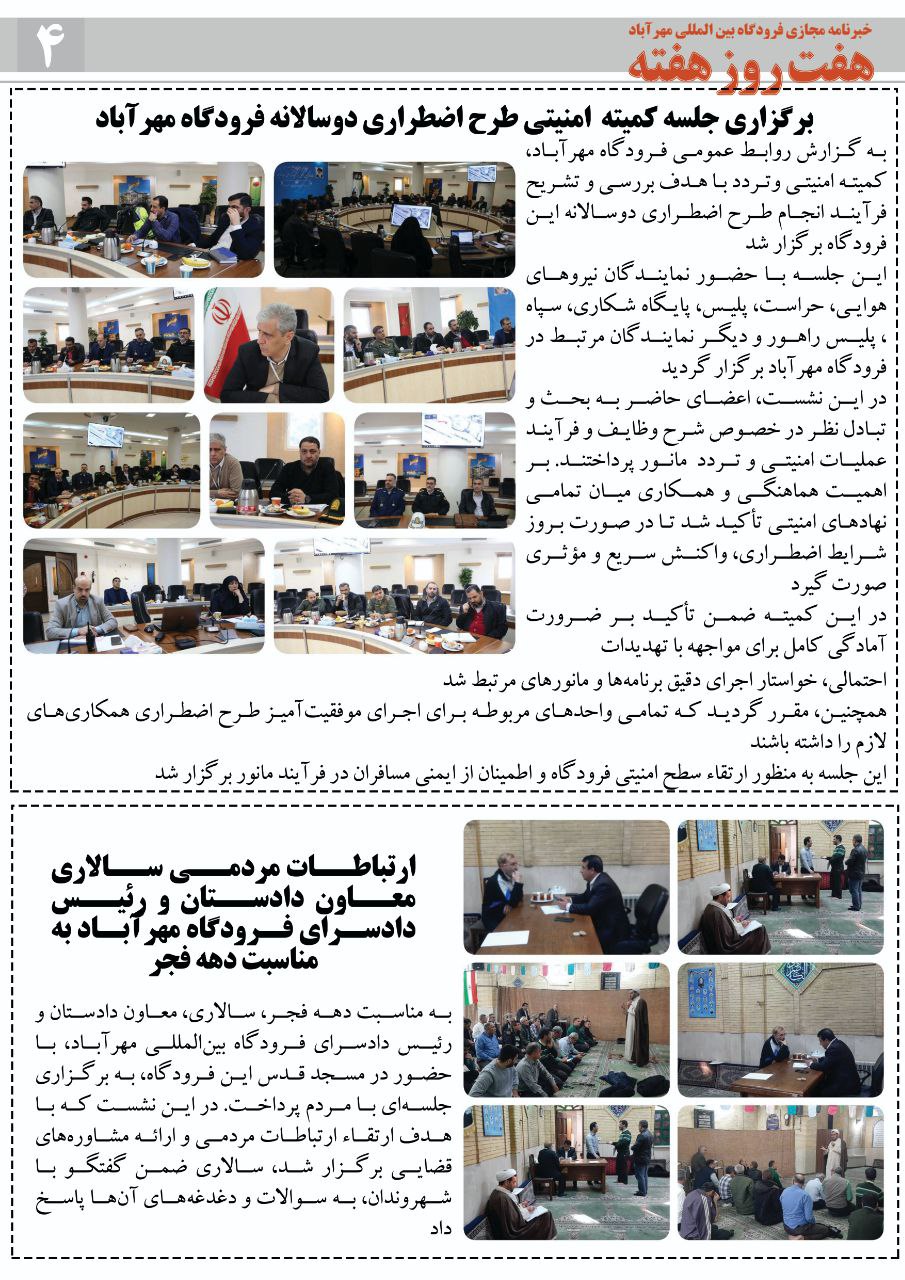 خبرنامه مجازی فرودگاه بین المللی مهرآباد
هفت روز هفته
۴
برگزاری جلسه کمیته امنیتی طرح اضطراری دوسالانه فرودگاه مهرآباد
به گزارش روابط عمومی فرودگاه مهرآباد،
کمیته امنیتی وتردد با هدف بررسی و تشریح
فرآیند انجام طرح اضطراری دوسالانه این
فرودگاه برگزار شد
این جلسه با حضور نمایندگان نیروهای
هوایی، حراست، پلیس، پایگاه شکاری، سپاه
، پلیس راهور و دیگر نمایندگان مرتبط در
فرودگاه مهرآباد برگزار گردید
در این نشست، اعضای حاضر به بحث و
تبادل نظر در خصوص شرح وظایف و فرآیند
عملیات امنیتی و تردد مانور پرداختند. بر
اهمیت هماهنگی و همکاری میان تمامی
نهادهای امنیتی تأکید شد تا در صورت بروز
شرایط اضطراری، واکنش سریع و مؤثری
صورت گیرد
در این کمیته ضمن تأکید بر ضرورت
آمادگی کامل برای مواجهه با تهدیدات
احتمالی، خواستار اجرای دقیق برنامه‌ها و مانورهای مرتبط شد
همچنین، مقرر گردید که تمامی واحدهای مربوطه برای اجرای موفقیت‌آمیز طرح اضطراری همکاری‌های
لازم را داشته باشند
این جلسه به منظور ارتقاء سطح امنیتی فرودگاه و اطمینان از ایمنی مسافران در فرآیند مانور برگزار شد
ارتباطات مردمی سالاری
معاون دادستان و رئیس
دادسرای فرودگاه مهرآباد به
مناسبت دهه فجر
به مناسبت دهه فجر، سالاری، معاون دادستان و
رئیس دادسرای فرودگاه بین‌المللی مهرآباد، با
حضور در مسجد قدس این فرودگاه، به برگزاری
جلسه‌ای با مردم پرداخت. در این نشست که با
هدف ارتقاء ارتباطات مردمی و ارائه مشاوره‌های
قضایی برگزار شد، سالاری ضمن گفتگو با
شهروندان، به سوالات و دغدغه‌های آن‌ها پاسخ
داد